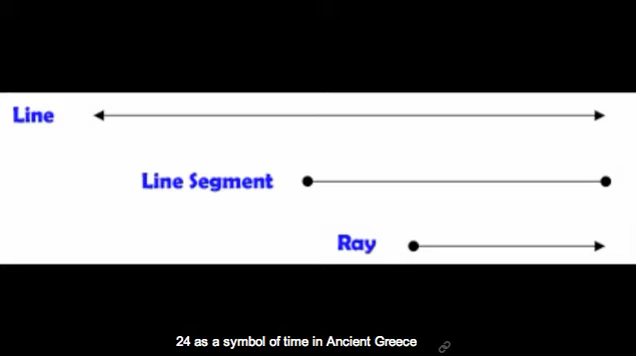 Line
Line Segment
Ray
24 as a symbol of time in Ancient Greece